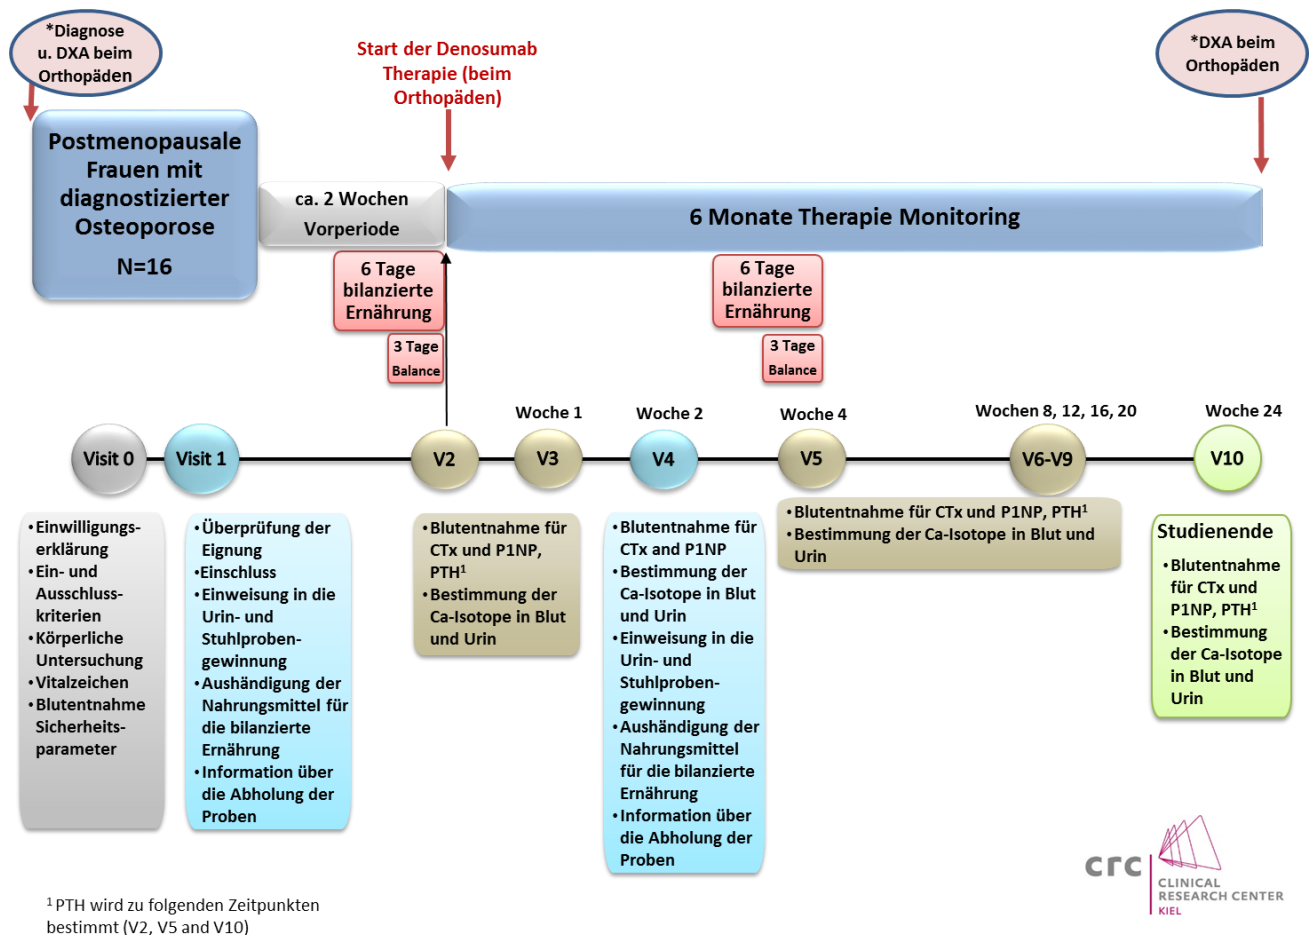 *Diagnose
u. DXA beim
Orthopäden
Start der Denosumab
Therapie (beim
Orthopäden)
*DXA beim
Orthopäden
Postmenopausale
Frauen mit
diagnostizierter
Osteoporose
N=16
ca. 2 Wochen
Vorperiode
6 Monate Therapie Monitoring
6 Tage
bilanzierte
Ernährung
3 Tage
Balance
6 Tage
bilanzierte
Ernährung
3 Tage
Balance
Woche 1
Woche 2
Woche 4
Wochen 8, 12, 16, 20
Woche 24
Visit 0
Visit 1
V2
V3
V4
V5
V6-V9
V10
•Einwilligungs-
erklärung
•Ein- und
Ausschluss-
kriterien
•Körperliche
Untersuchung
•Vitalzeichen
•Blutentnahme
Sicherheits-
parameter
•Überprüfung der
Eignung
•Einschluss
•Einweisung in die
Urin- und
Stuhlproben-
gewinnung
•Aushändigung der
Nahrungsmittel für
die bilanzierte
Ernährung
•Information über
die Abholung der
Proben
•Blutentnahme für
CTx und P1NP,
PTH¹
•Bestimmung der
Ca-Isotope in Blut
und Urin
•Blutentnahme für
CTx and P1NP
•Bestimmung der
Ca-Isotope in Blut
und Urin
•Einweisung in die
Urin- und
Stuhlproben-
gewinnung
•Aushändigung der
Nahrungsmittel
für die bilanzierte
Ernährung
•Information über
die Abholung der
Proben
•Blutentnahme für CTx und P1NP, PTH¹
•Bestimmung der Ca-Isotope in Blut und
Urin
Studienende
•Blutentnahme
für CTx und
P1NP, PTH¹
•Bestimmung
der Ca-Isotope
in Blut und
Urin
¹ PTH wird zu folgenden Zeitpunkten
bestimmt (V2, V5 and V10)
crc
CLINICAL
RESEARCH CENTER
KIEL